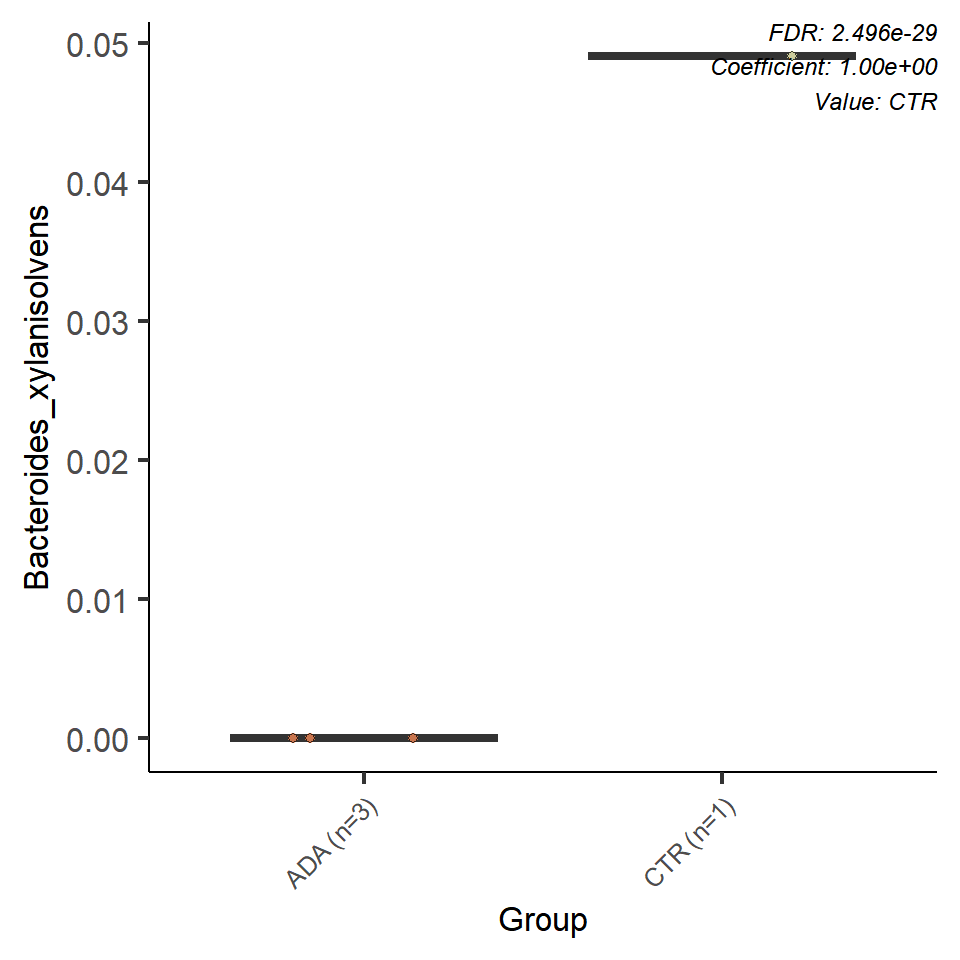 FDR: 2.496e-29
Coefficient: 1.00e+00
Value: CTR
0.05
0.04
0.03
0.02
0.01
0.00
Bacteroides_xylanisolvens
ADA (n=3)
CTR (n=1)
Group